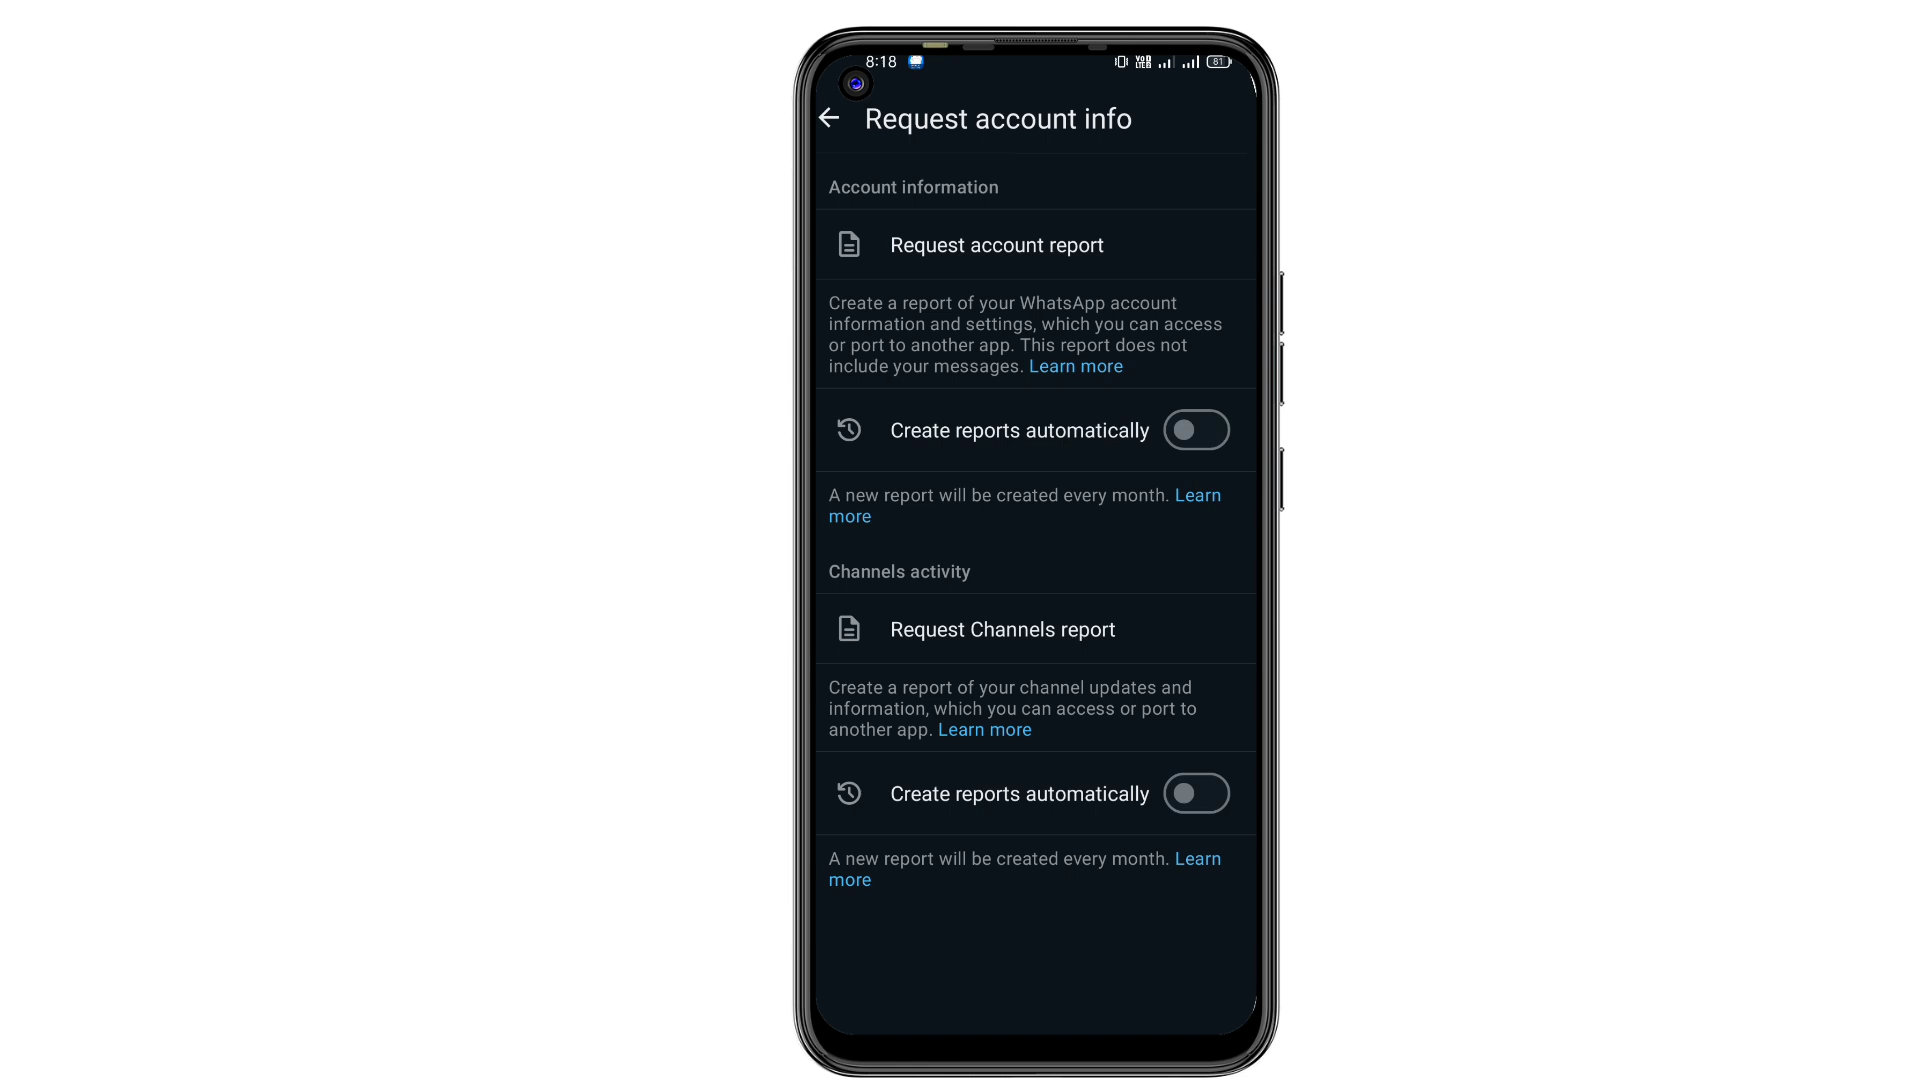 8:18
VoD LTE2 81
Request account info
Account information
Request account report
Create a report of your WhatsApp account
information and settings, which you can access
or port to another app. This report does not
include your messages. Learn more
Create reports automatically
A new report will be created every month. Learn
more
Channels activity
Request Channels report
Create a report of your channel updates and
information, which you can access or port to
another app. Learn more
Create reports automatically
A new report will be created every month. Learn
more